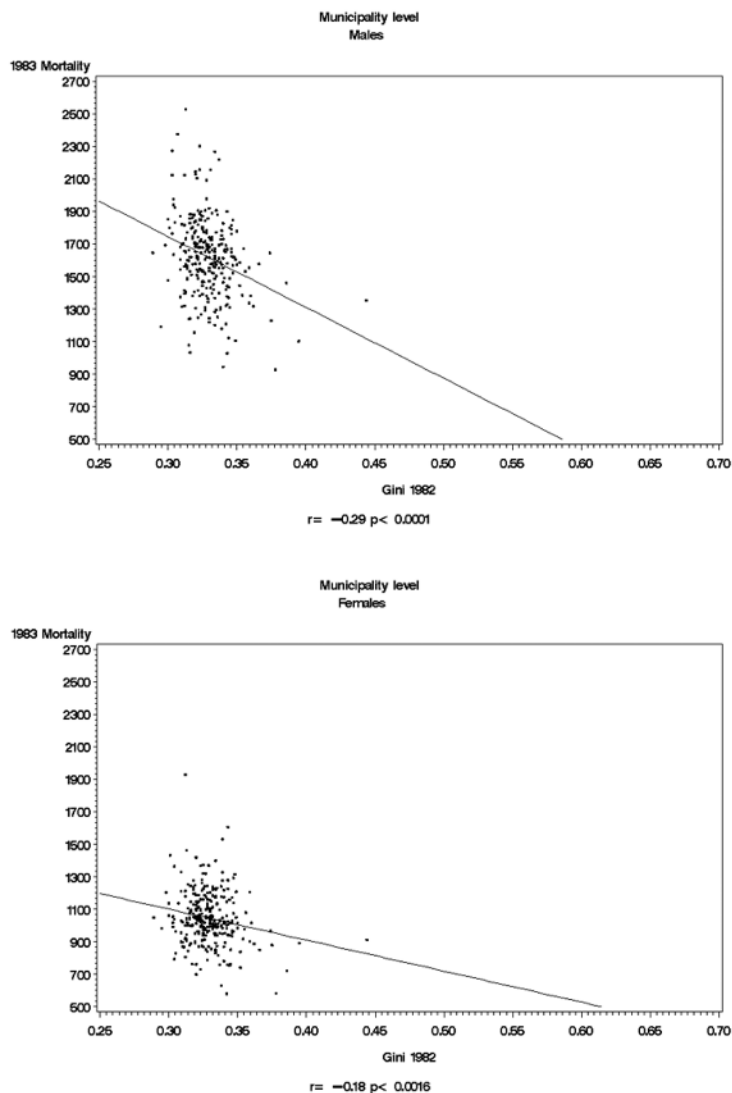 Municipality level
Males
1983 Mortality
2700
2500
2300
2100
1900
1700
1500
1300
1100
900
700
500
0.25 0.30 0.35 0.40 0.45 0.50 0.55 0.60 0.65 0.70
Gini 1982
r= −0.29 p< 0.0001
Municipality level
Females
1983 Mortality
2700
2500
2300
2100
1900
1700
1500
1300
1100
900
700
500
0.25 0.30 0.35 0.40 0.45 0.50 0.55 0.60 0.65 0.70
Gini 1982
r= −0.18 p< 0.0016